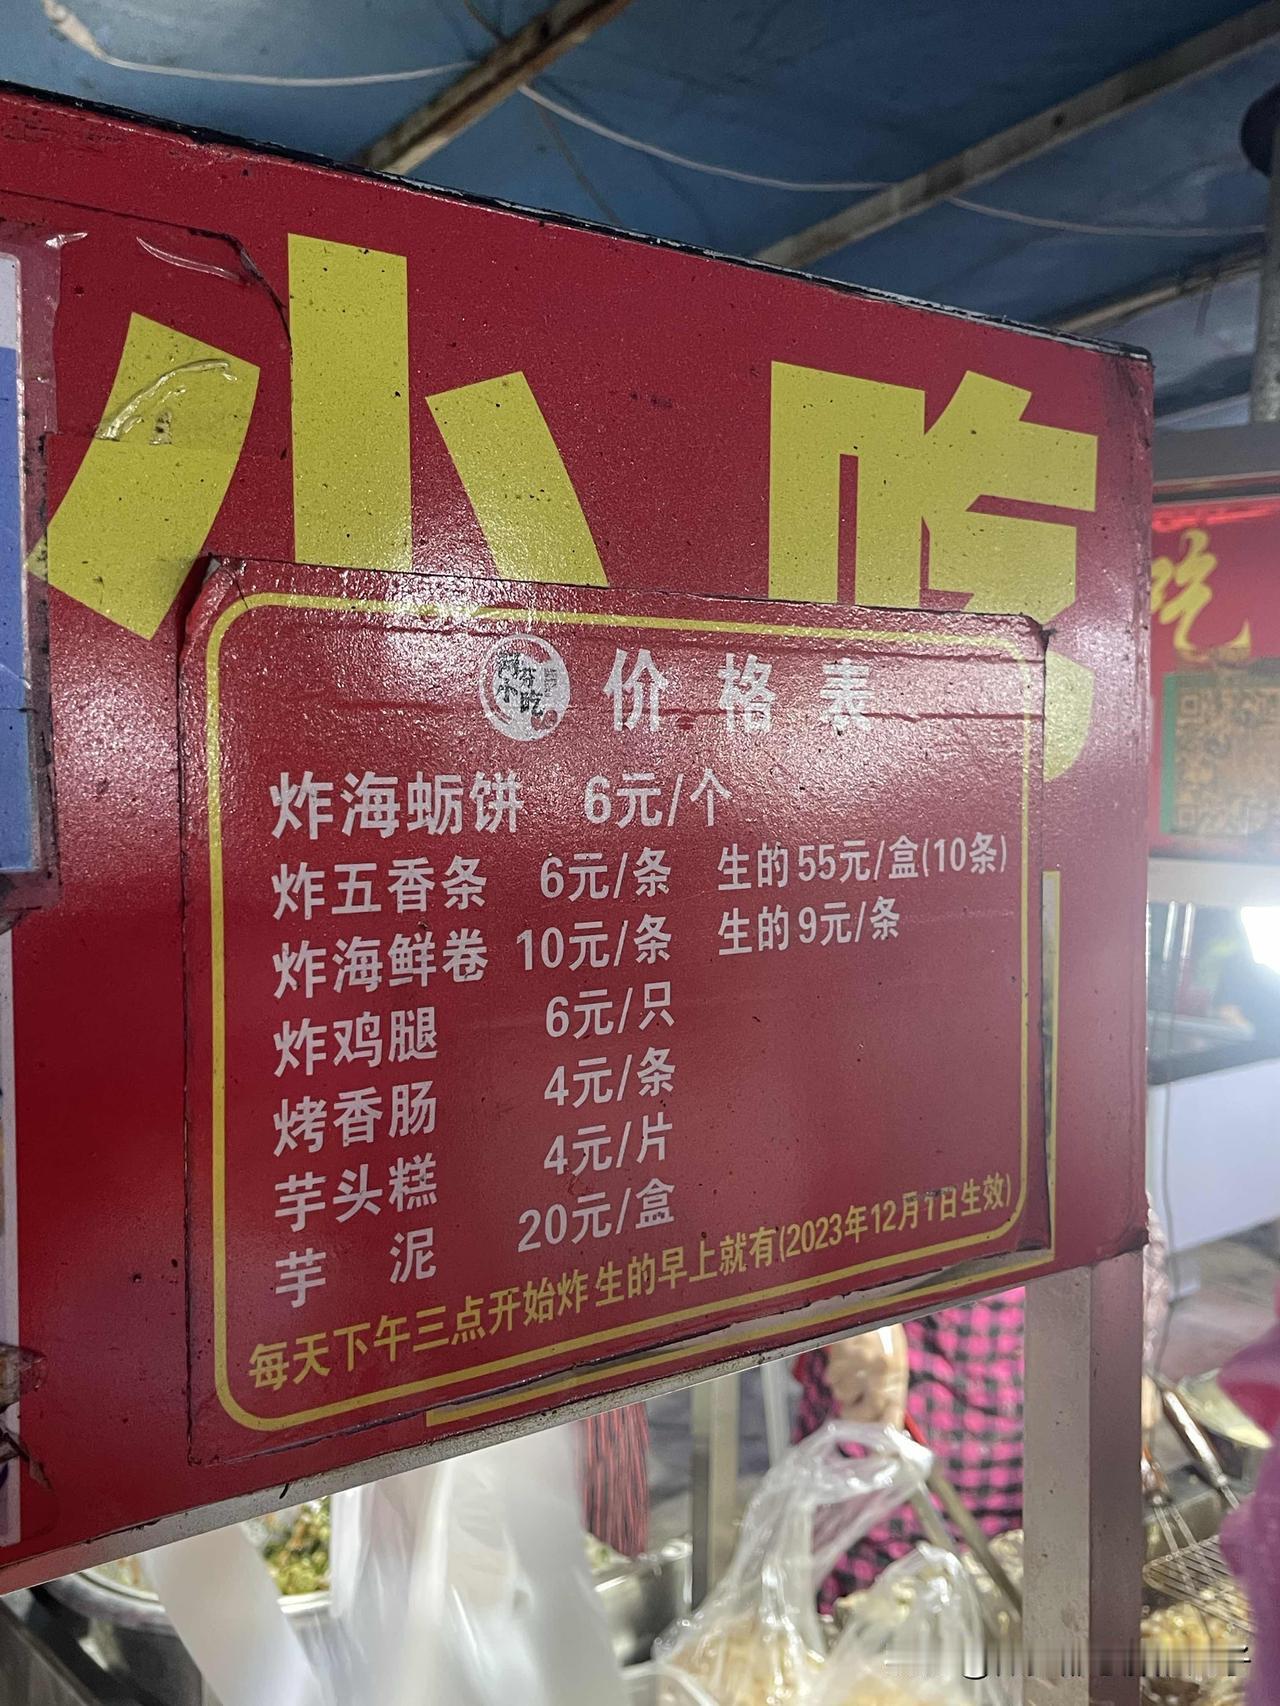 小吃
吃
小吃
价格表
炸海蛎饼 6元/个
炸五香条 6元/条 生的55元/盒(10条)
炸海鲜卷 10元/条 生的9元/条
炸鸡腿 6元/只
烤香肠 4元/条
芋头糕 4元/片
芋泥 20元/盒
每天下午三点开始炸 生的早上就有(2023年12月1日生效)